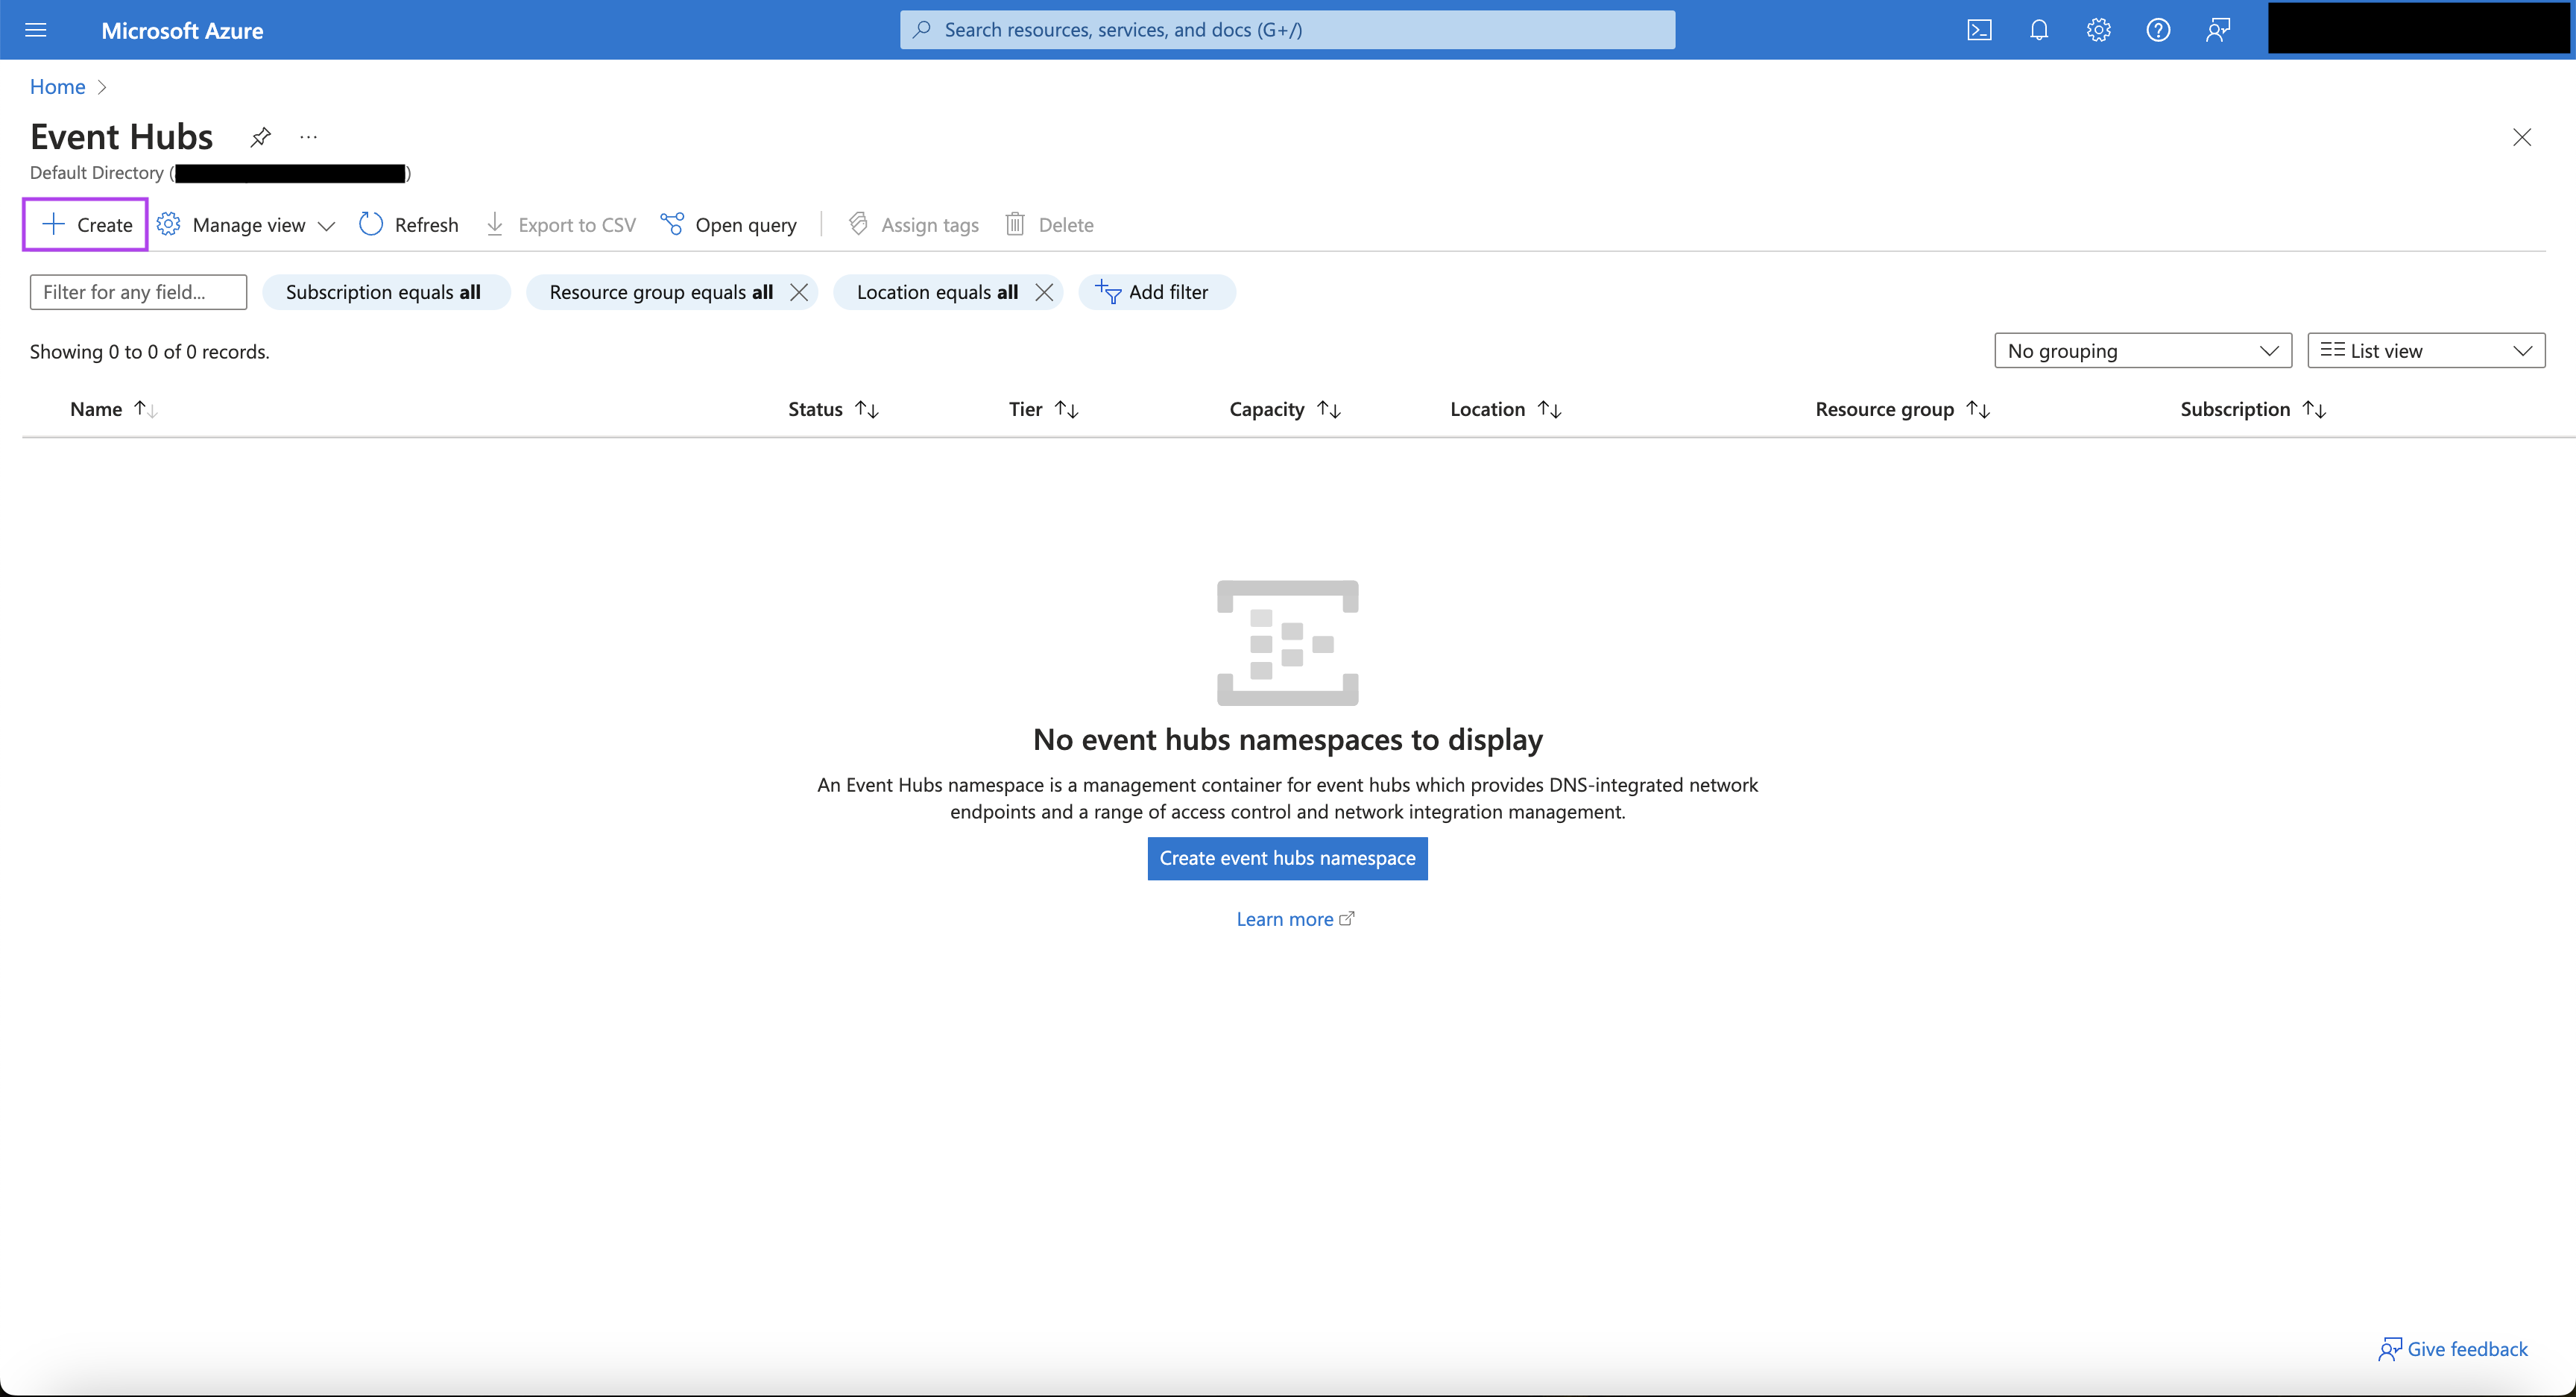 Microsoft Azure
Search resources, services, and docs (G+/)
Home
Event Hubs
Default Directory ( )
Create Manage view Refresh Export to CSV Open query Assign tags Delete
Filter for any field... Subscription equals all Resource group equals all Location equals all Add filter
Showing 0 to 0 of 0 records.
No grouping List view
Name Status Tier Capacity Location Resource group Subscription
No event hubs namespaces to display
An Event Hubs namespace is a management container for event hubs which provides DNS-integrated network
endpoints and a range of access control and network integration management.
Create event hubs namespace
Learn more
Give feedback